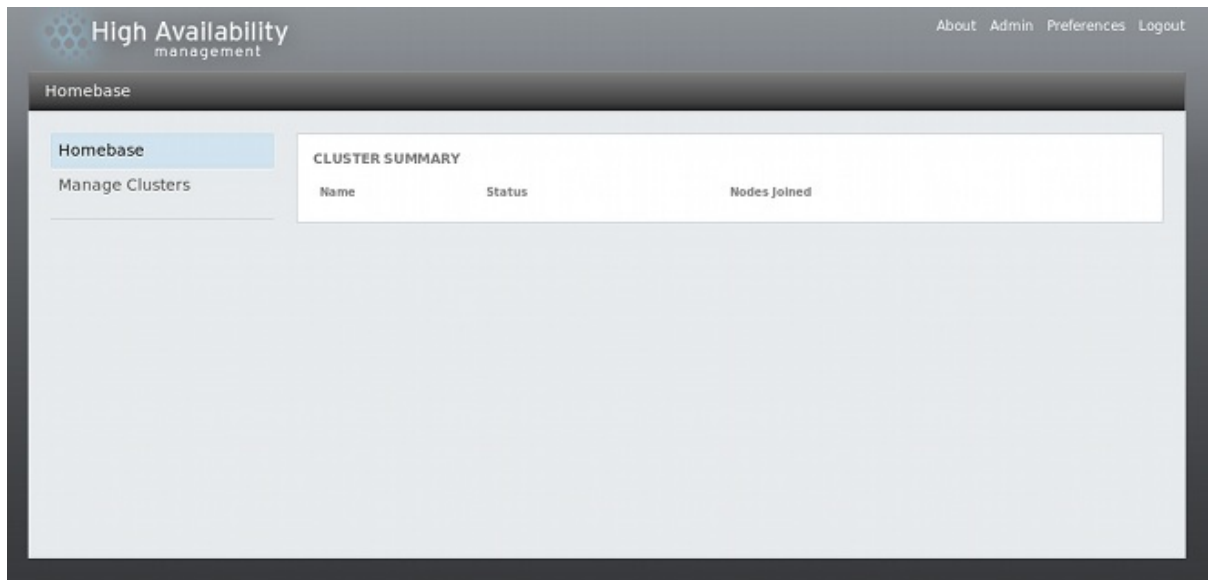 High Availability
management
About Admin Preferences Logout
Homebase
Homebase
Manage Clusters
CLUSTER SUMMARY
Name Status Nodes Joined